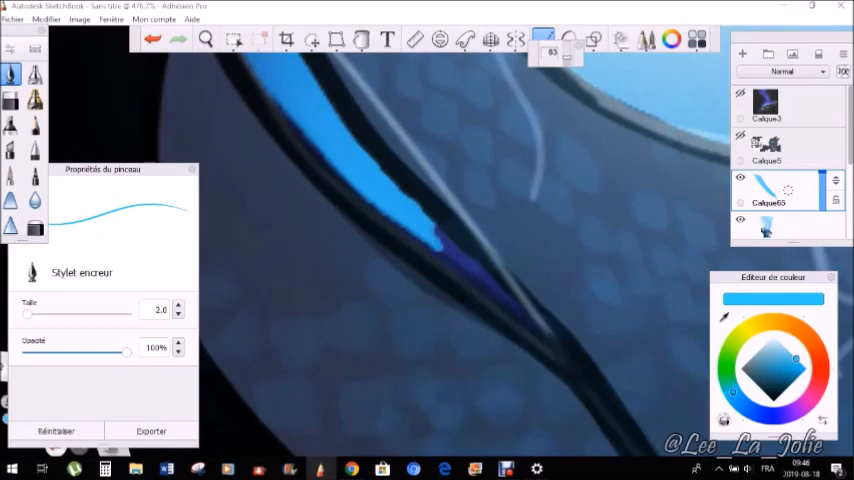 Autodesk SketchBook - Sans titre @ 476.7% - Adhésion Pro
Fichier Modifier Image Fenêtre Mon compte Aide
T
63
Normal
Calque3
Calque5
Calque65
Propriétés du pinceau
Stylet encreur
Taille
2.0
Opacité
100%
Réinitialiser
Exporter
Editeur de couleur
@Lee_La_Jolie
FRA
09:46
2019-08-18